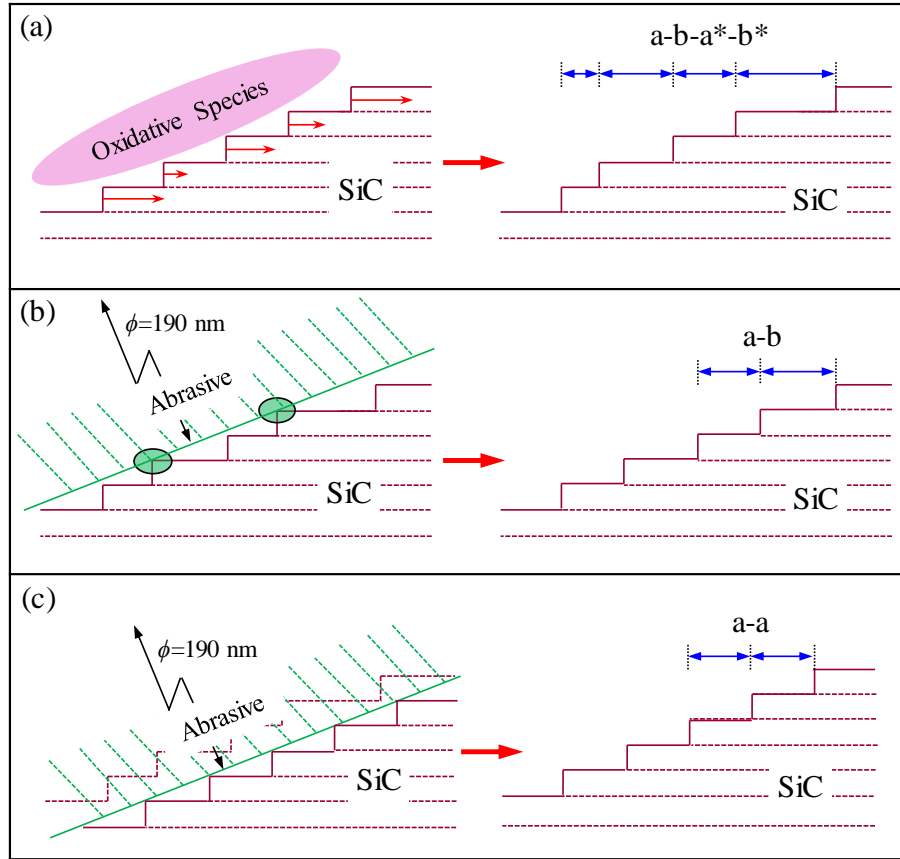 (a)
a-b-a*-b*
Oxidative Species
SiC
SiC
(b)
ϕ=190 nm
a-b
Abrasive
SiC
SiC
(c)
a-a
ϕ=190 nm
Abrasive
SiC
SiC